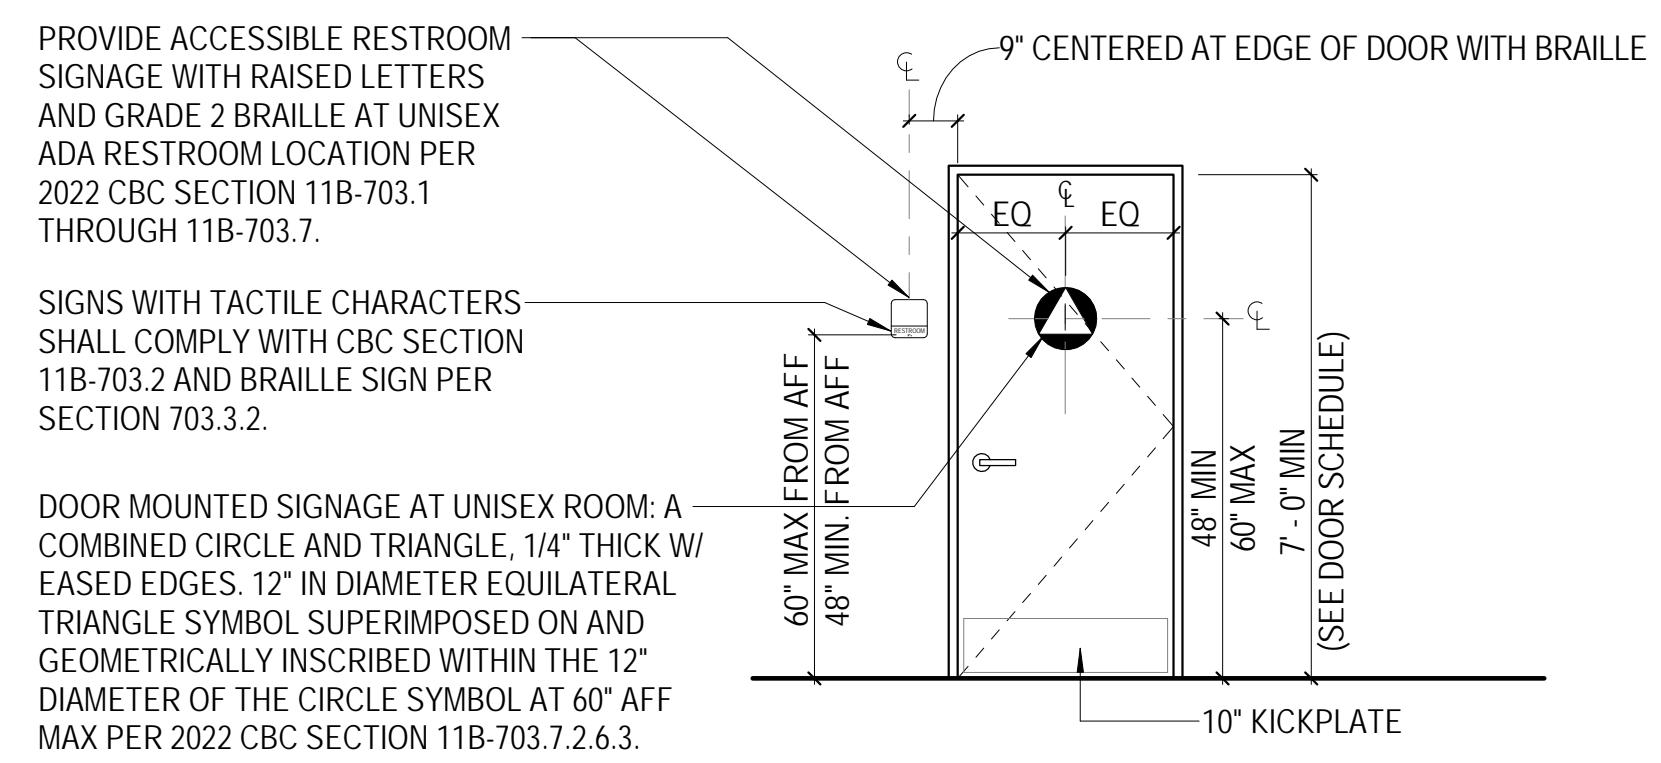 PROVIDE ACCESSIBLE RESTROOM
SIGNAGE WITH RAISED LETTERS
AND GRADE 2 BRAILLE AT UNISEX
ADA RESTROOM LOCATION PER
2022 CBC SECTION 11B-703.1
THROUGH 11B-703.7.
SIGNS WITH TACTILE CHARACTERS
SHALL COMPLY WITH CBC SECTION
11B-703.2 AND BRAILLE SIGN PER
SECTION 703.3.2.
DOOR MOUNTED SIGNAGE AT UNISEX ROOM: A
COMBINED CIRCLE AND TRIANGLE, 1/4" THICK W/
EASED EDGES. 12" IN DIAMETER EQUILATERAL
TRIANGLE SYMBOL SUPERIMPOSED ON AND
GEOMETRICALLY INSCRIBED WITHIN THE 12"
DIAMETER OF THE CIRCLE SYMBOL AT 60" AFF
MAX PER 2022 CBC SECTION 11B-703.7.2.6.3.
℄
9" CENTERED AT EDGE OF DOOR WITH BRAILLE
℄
EQ
EQ
RESTROOM
℄
60" MAX FROM AFF
48" MIN. FROM AFF
48" MIN
60" MAX
7' - 0" MIN
(SEE DOOR SCHEDULE)
10" KICKPLATE